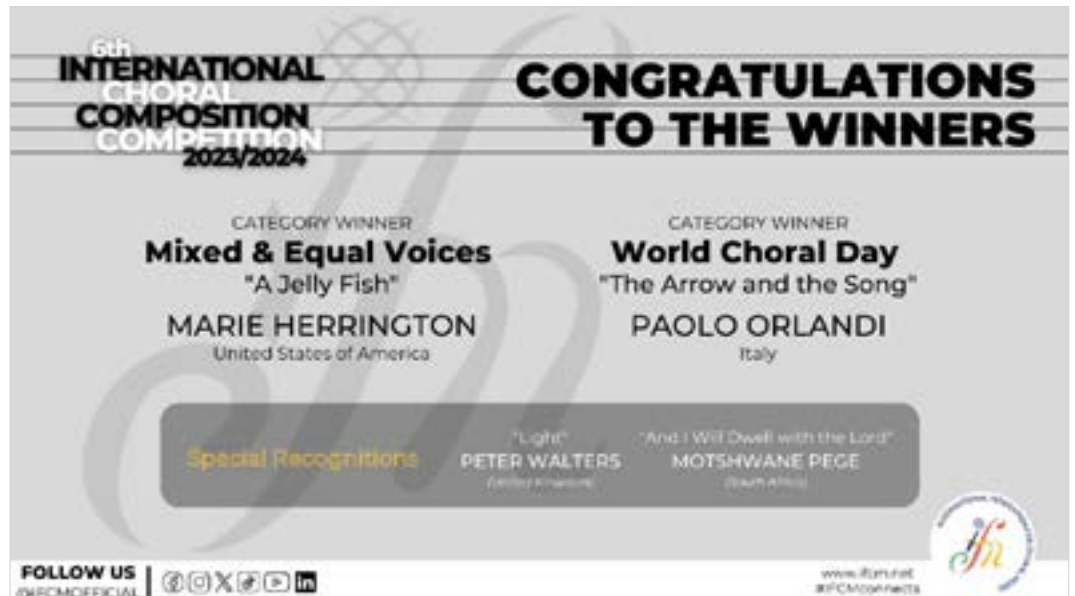 6th
INTERNATIONAL
CHORAL
COMPOSITION
COMPETITION
2023/2024
CONGRATULATIONS
TO THE WINNERS
CATEGORY WINNER
Mixed & Equal Voices
"A Jelly Fish"
MARIE HERRINGTON
United States of America
CATEGORY WINNER
World Choral Day
"The Arrow and the Song"
PAOLO ORLANDI
Italy
Special Recognitions
"Light"
PETER WALTERS
(United Kingdom)
"And I Will Dwell with the Lord"
MOTSHWANE PEGE
(South Africa)
FOLLOW US
@IFCMOFFICIAL
www.ifcm.net
#IFCMconnects
ifm